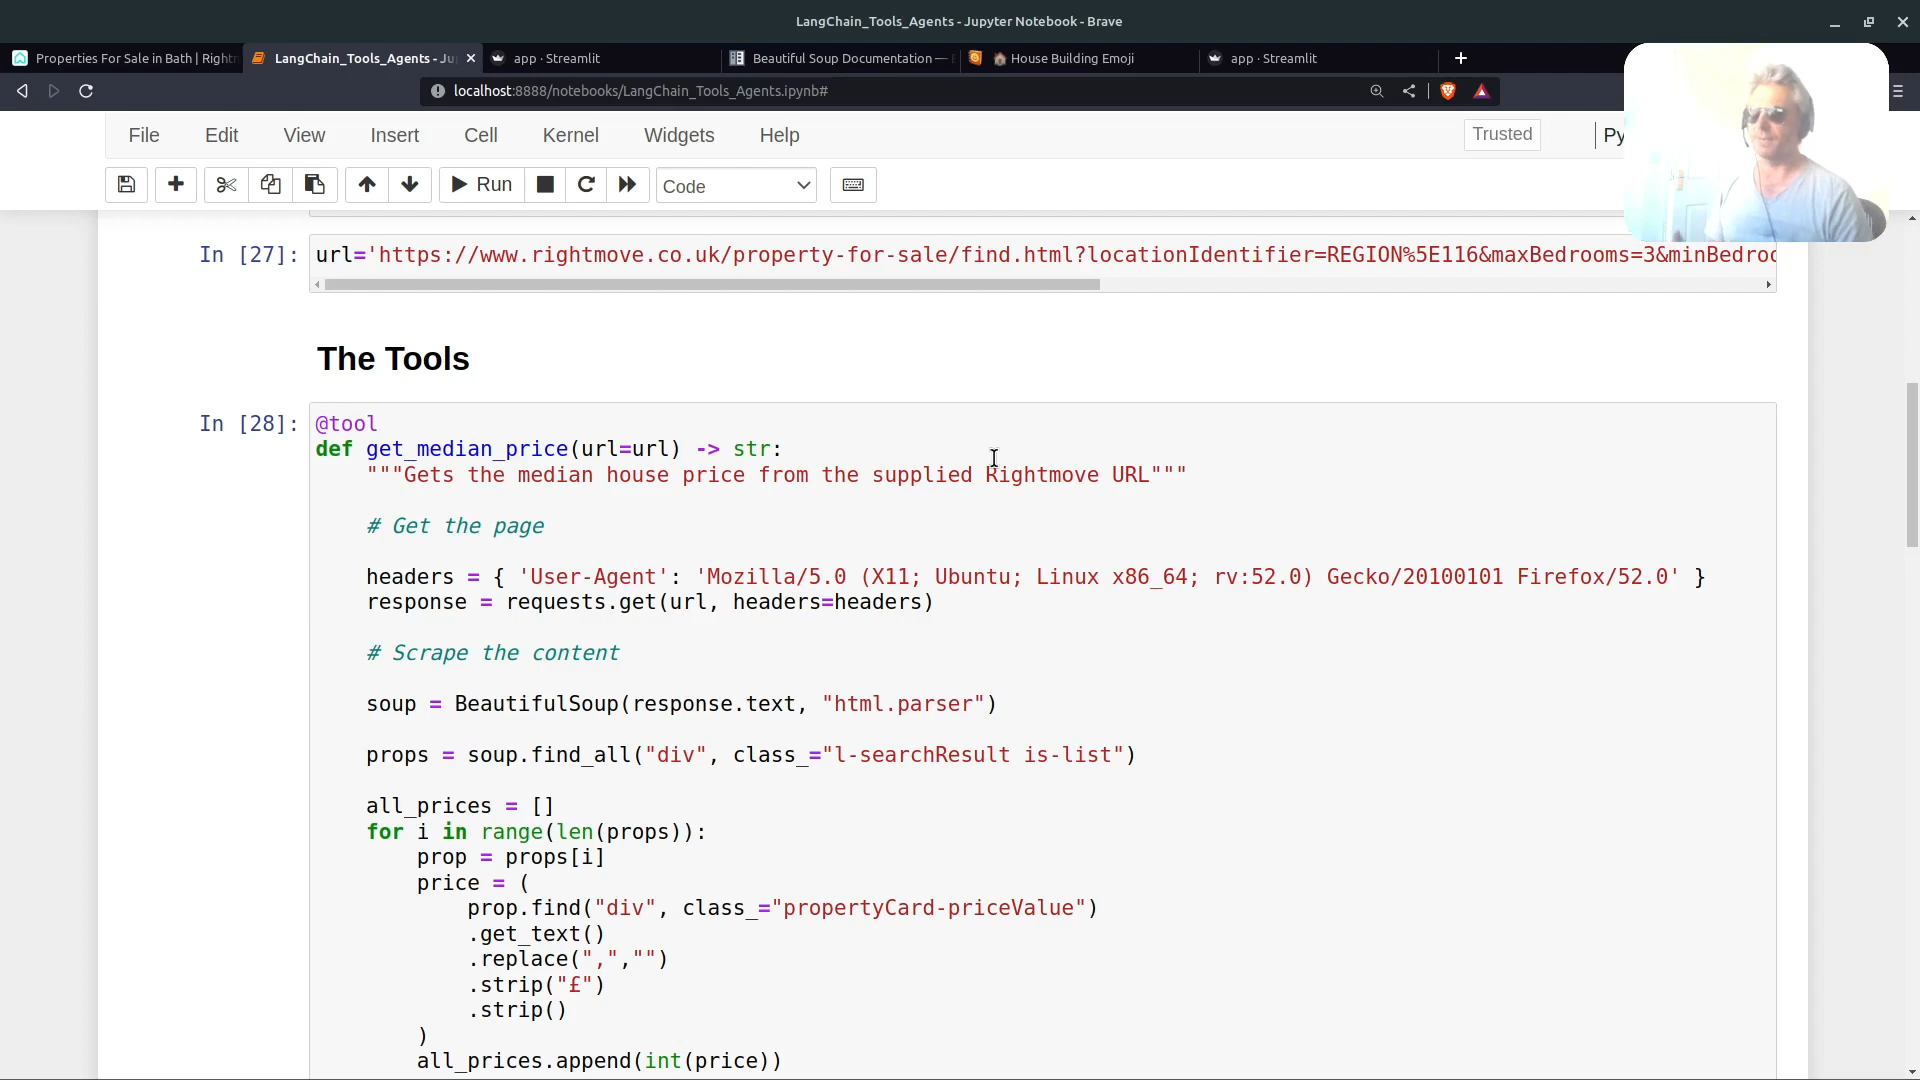 LangChain_Tools_Agents - Jupyter Notebook - Brave
Properties For Sale in Bath | Rightm
LangChain_Tools_Agents - Ju
app · Streamlit
Beautiful Soup Documentation —
House Building Emoji
app · Streamlit
localhost:8888/notebooks/LangChain_Tools_Agents.ipynb#
File Edit View Insert Cell Kernel Widgets Help
Trusted
Py
Run
Code
In [27]: url='https://www.rightmove.co.uk/property-for-sale/find.html?locationIdentifier=REGION%5E116&maxBedrooms=3&minBedroo
The Tools
In [28]: @tool
def get_median_price(url=url) -> str:
"""Gets the median house price from the supplied Rightmove URL"""
# Get the page
headers = { 'User-Agent': 'Mozilla/5.0 (X11; Ubuntu; Linux x86_64; rv:52.0) Gecko/20100101 Firefox/52.0' }
response = requests.get(url, headers=headers)
# Scrape the content
soup = BeautifulSoup(response.text, "html.parser")
props = soup.find_all("div", class_="l-searchResult is-list")
all_prices = []
for i in range(len(props)):
prop = props[i]
price = (
prop.find("div", class_="propertyCard-priceValue")
.get_text()
.replace(",","")
.strip("£")
.strip()
)
all_prices.append(int(price))